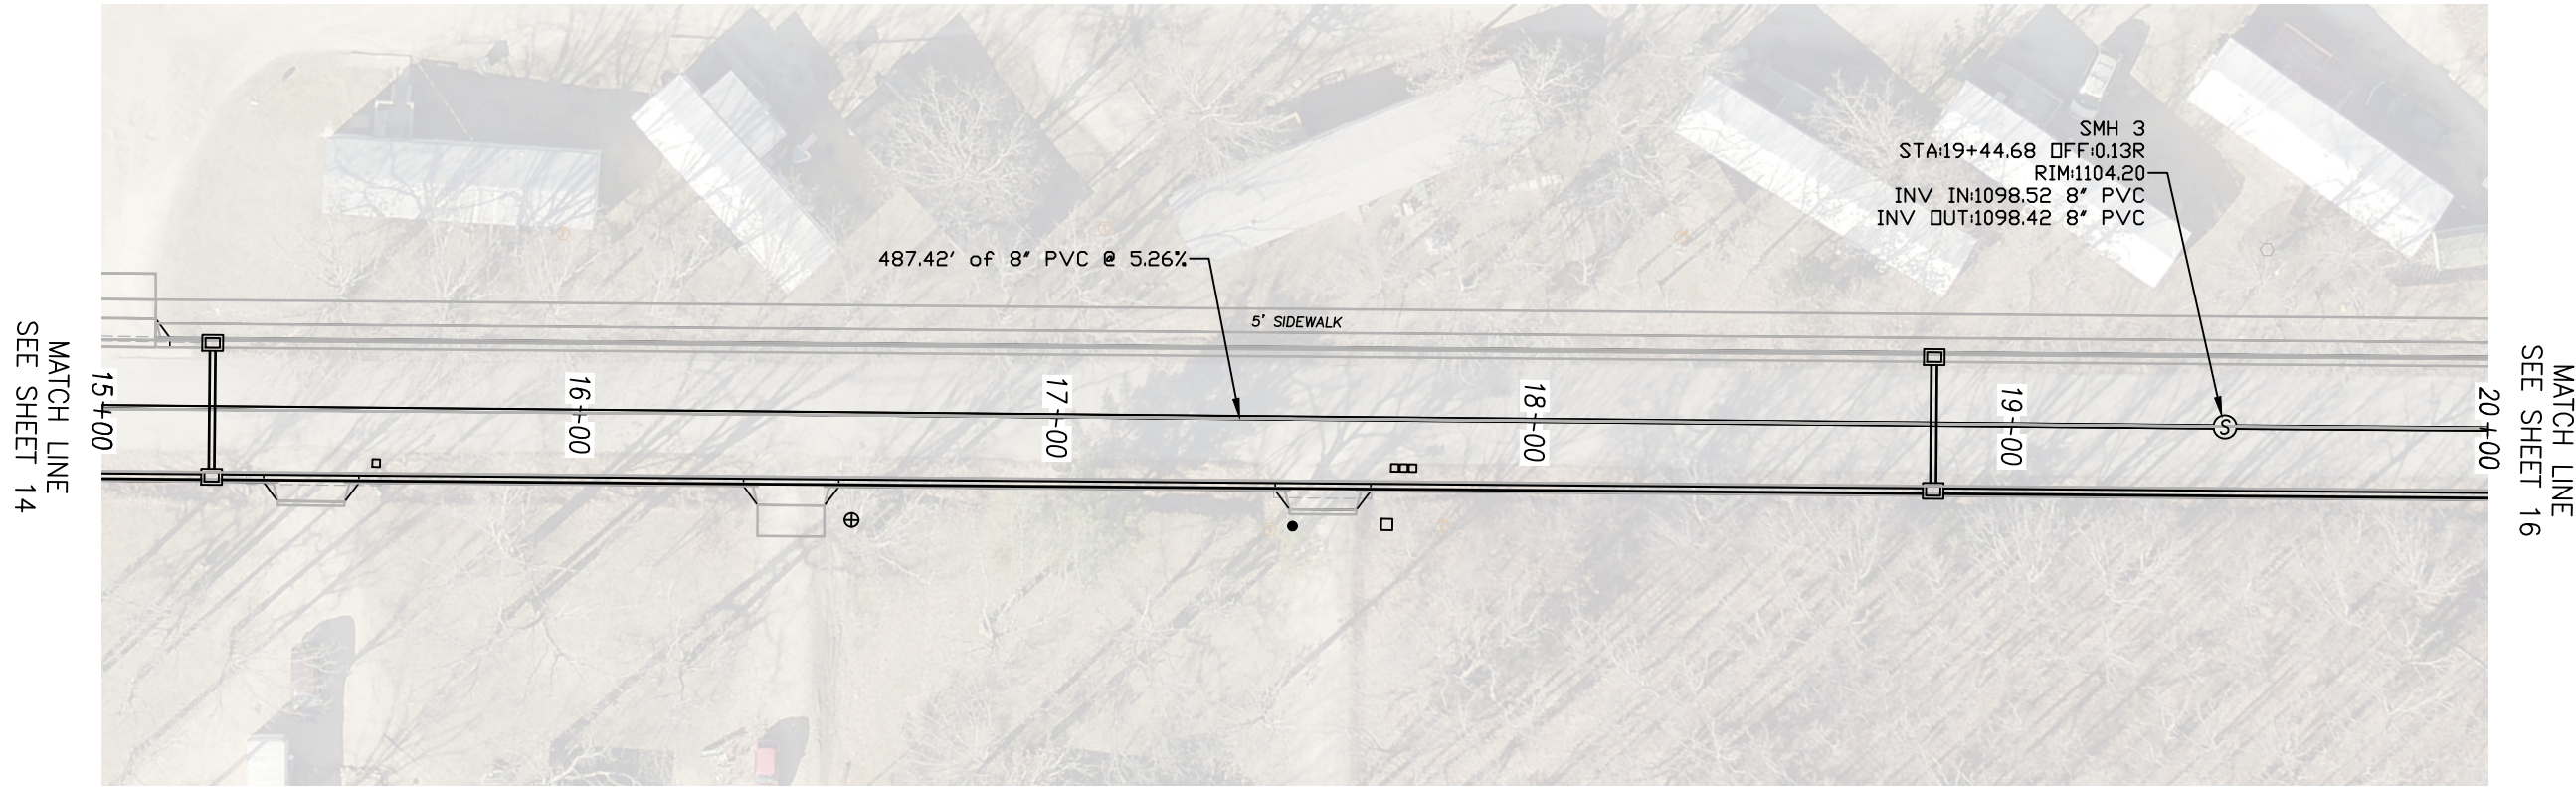 SMH 3
STA:19+44.68 OFF:0.13R
RIM:1104.20
INV IN:1098.52 8" PVC
INV OUT:1098.42 8" PVC
487.42' of 8" PVC @ 5.26%
5' SIDEWALK
MATCH LINE
SEE SHEET 14
15+00
16+00
17+00
18+00
19+00
20+00
S
MATCH LINE
SEE SHEET 16